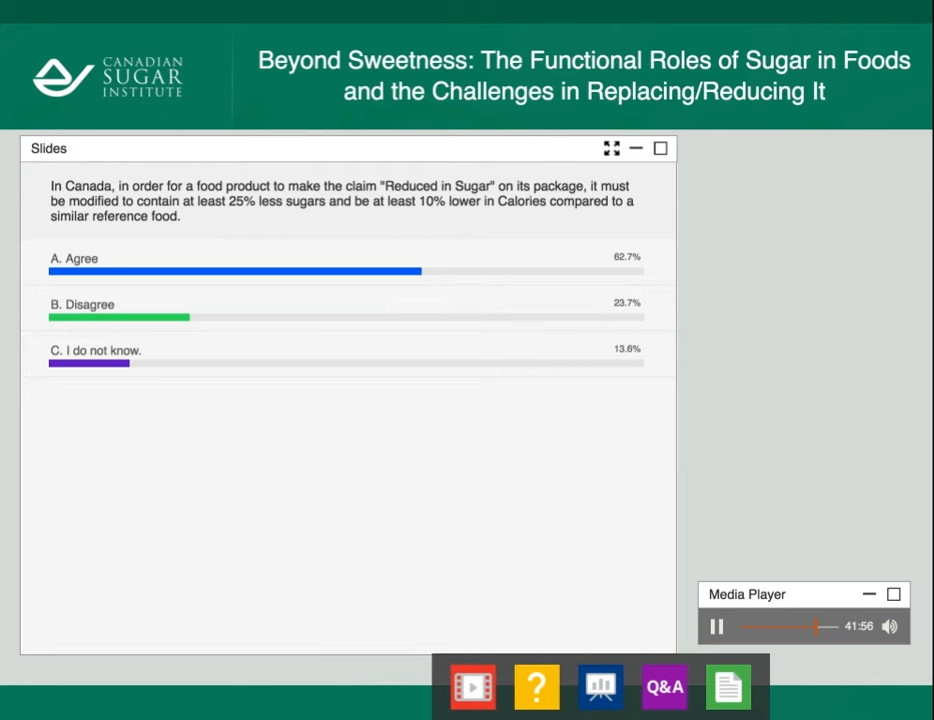 CANADIAN
SUGAR
INSTITUTE
Beyond Sweetness: The Functional Roles of Sugar in Foods
and the Challenges in Replacing/Reducing It
Slides
In Canada, in order for a food product to make the claim "Reduced in Sugar" on its package, it must
be modified to contain at least 25% less sugars and be at least 10% lower in Calories compared to a
similar reference food.
A. Agree 62.7%
B. Disagree 23.7%
C. I do not know. 13.6%
Media Player
41:56
?
Q&A